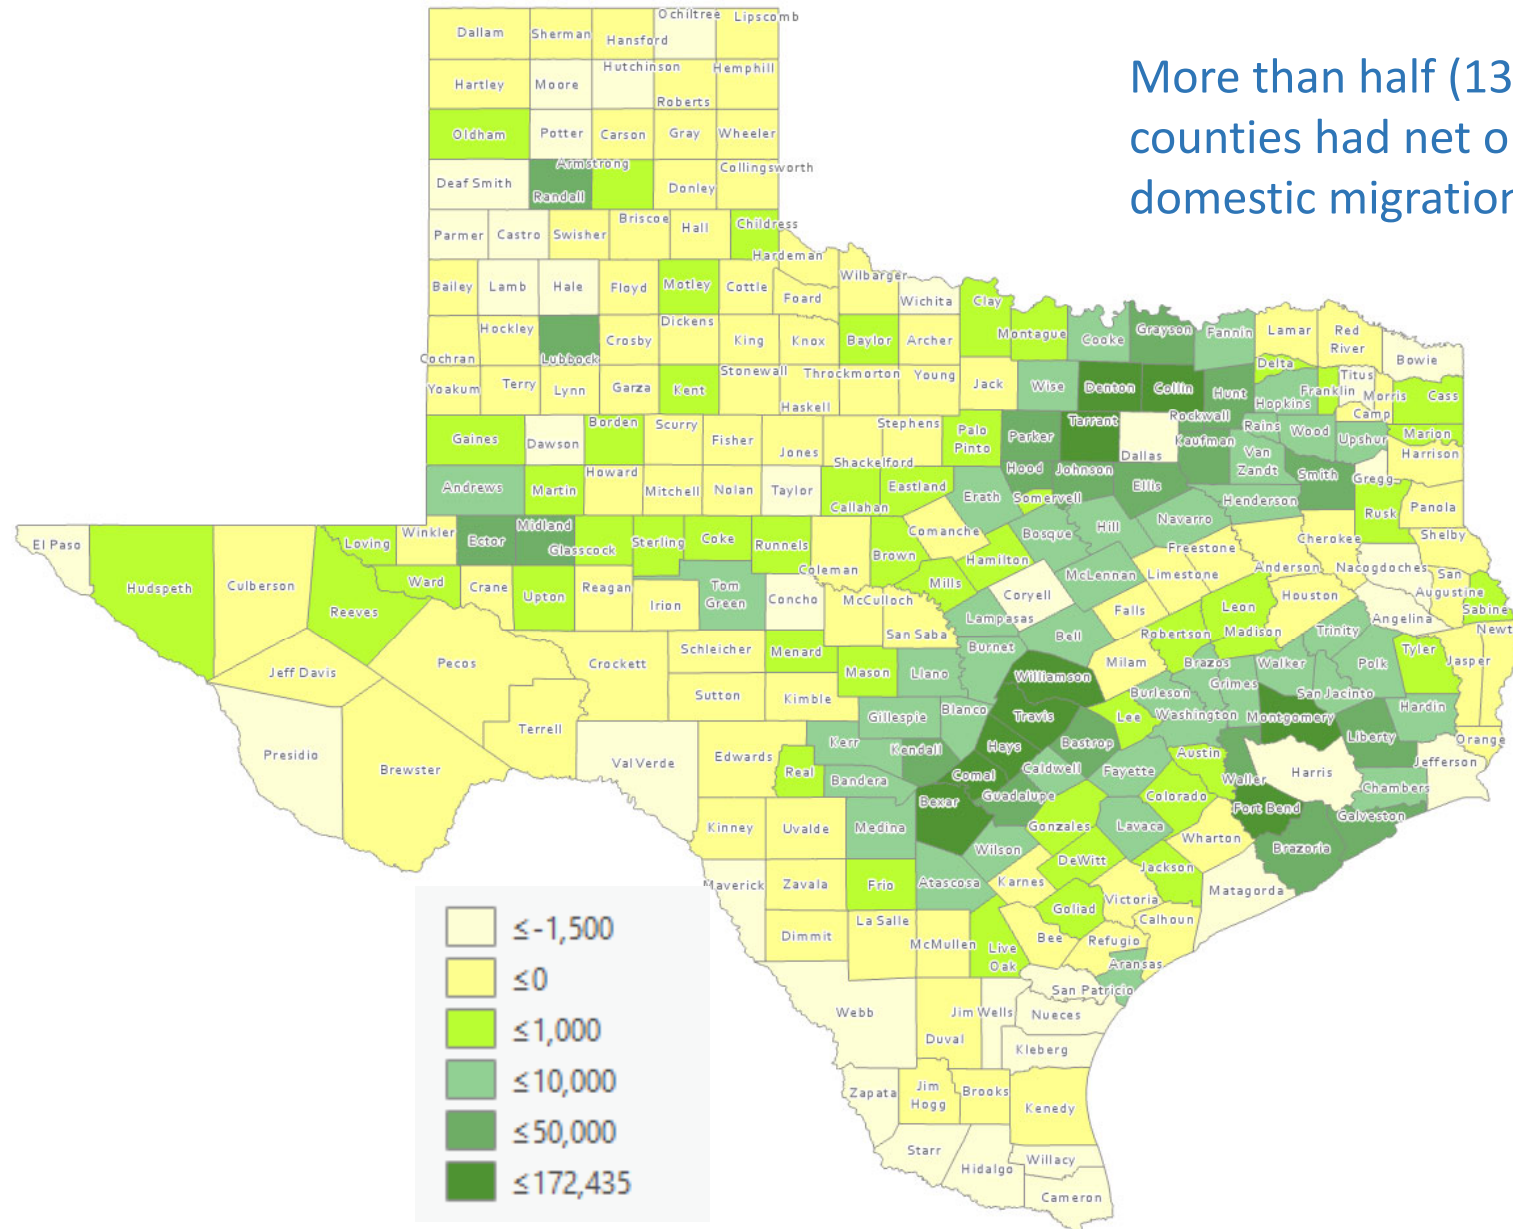 Ochiltree Lipscomb
Dallam Sherman Hansford
More than half (13
counties had net o
domestic migration
Hutchinson Hemphill
Hartley Moore Roberts
Oldham Potter Carson Gray Wheeler
Armstrong Collingsworth
Deaf Smith Randall Donley
Parmer Castro Swisher Briscoe Hall Childress
Hardeman
Bailey Lamb Hale Floyd Motley Cottle Foard Wilbarger Wichita Clay
Montague Cooke Grayson Fannin Lamar Red River Bowie
Cochran Hockley Lubbock Crosby Dickens King Knox Baylor Archer
Yoakum Terry Lynn Garza Kent Stonewall Haskell Throckmorton Young Jack Wise Denton Collin Hunt Delta Hopkins Franklin Titus Morris Cass
Camp
Gaines Dawson Borden Scurry Fisher Jones Shackelford Stephens Palo Pinto Parker Tarrant Dallas Rockwall Kaufman Rains Wood Upshur Marion
Van Zandt Harrison
Andrews Martin Howard Mitchell Nolan Taylor Callahan Eastland Erath Hood Somervell Johnson Ellis Henderson Smith Gregg Rusk Panola
El Paso Hudspeth Culberson Loving Winkler Ector Midland Glasscock Sterling Coke Runnels Coleman Brown Comanche Hamilton Bosque Hill Navarro Freestone Anderson Cherokee Nacogdoches Shelby
Reeves Ward Crane Upton Reagan Irion Tom Green Concho McCulloch San Saba Mills Lampasas Coryell McLennan Limestone Falls Leon Houston Angelina San Augustine Sabine
Jeff Davis Pecos Crockett Schleicher Menard Mason Llano Burnet Bell Milam Robertson Madison Brazos Walker Trinity Polk Tyler Jasper Newt
Presidio Brewster Terrell Sutton Kimble Gillespie Blanco Williamson Travis Lee Burleson Washington Grimes Montgomery San Jacinto Liberty Hardin Orange
Val Verde Edwards Real Kerr Bandera Kendall Comal Hays Caldwell Bastrop Fayette Austin Waller Harris Chambers Jefferson
Kinney Uvalde Medina Bexar Guadalupe Gonzales Lavaca Colorado Wharton Fort Bend Brazoria Galveston
Maverick Zavala Frio Atascosa Wilson Karnes DeWitt Jackson Matagorda
Dimmit La Salle McMullen Live Oak Bee Goliad Victoria Refugio Calhoun Aransas
Webb Duval Jim Wells San Patricio Nueces
Kleberg
Zapata Jim Hogg Brooks Kenedy
Starr Hidalgo Willacy
Cameron
≤-1,500
≤0
≤1,000
≤10,000
≤50,000
≤172,435